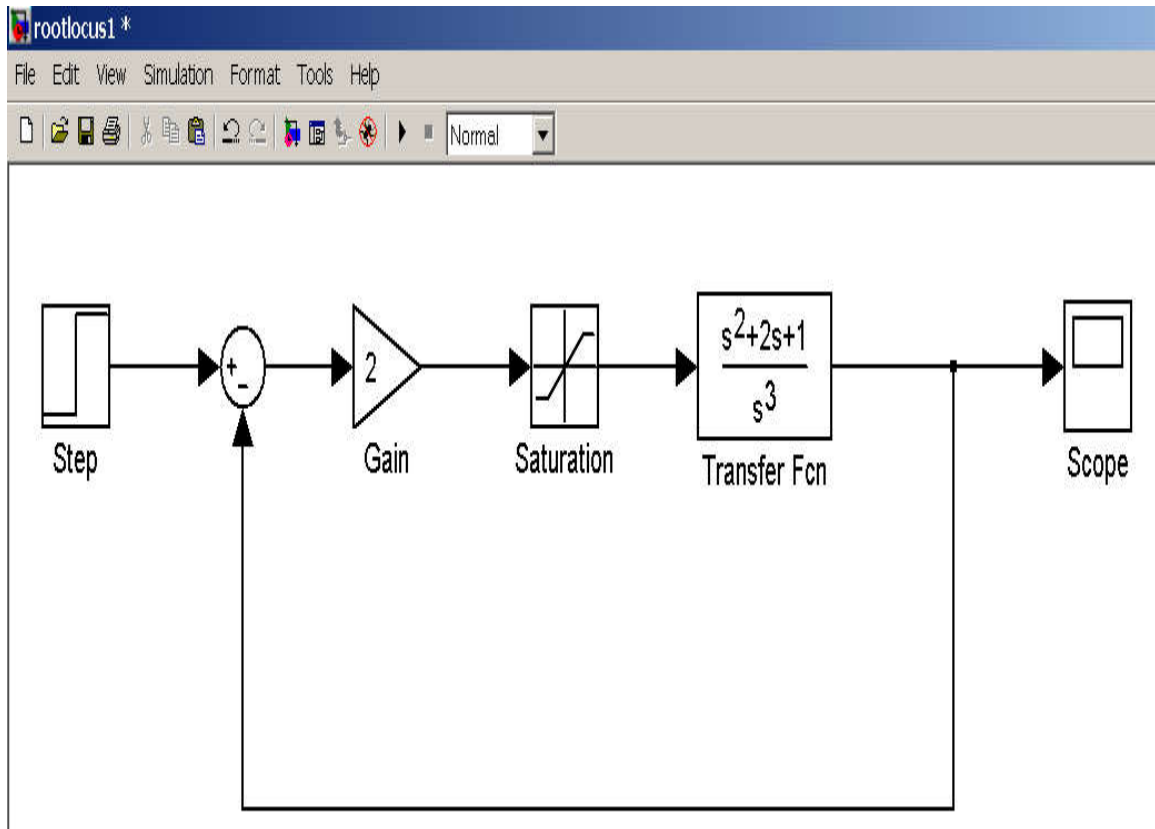 rootlocus1 *
File Edit View Simulation Format Tools Help
Normal
+
-
2
s²+2s+1
s³
Step
Gain
Saturation
Transfer Fcn
Scope